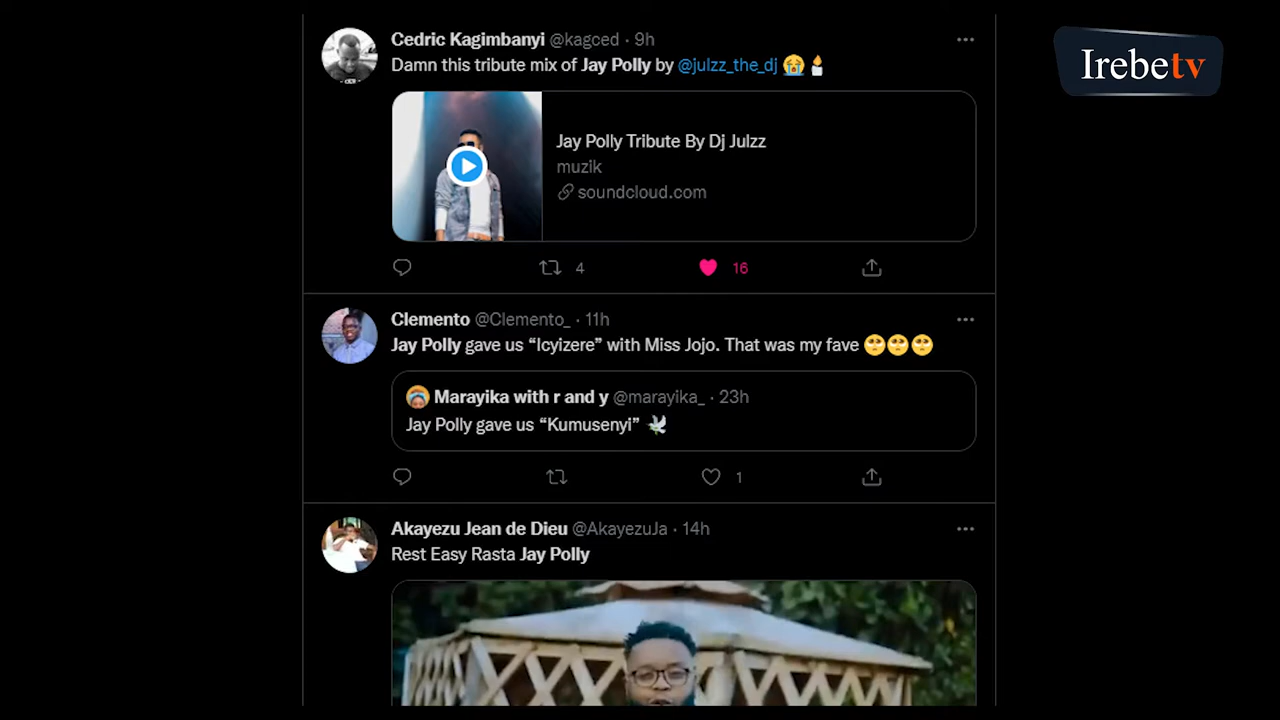 Irebetv
Cedric Kagimbanyi @kagced · 9h
Damn this tribute mix of Jay Polly by @julzz_the_dj 😭🕯
Jay Polly Tribute By Dj Julzz
muzik
soundcloud.com
4 16
Clemento @Clemento_ · 11h
Jay Polly gave us “Icyizere” with Miss Jojo. That was my fave 🥺🥺🥺
Marayika with r and y @marayika_ · 23h
Jay Polly gave us “Kumusenyi” 🕊
1
Akayezu Jean de Dieu @AkayezuJa · 14h
Rest Easy Rasta Jay Polly